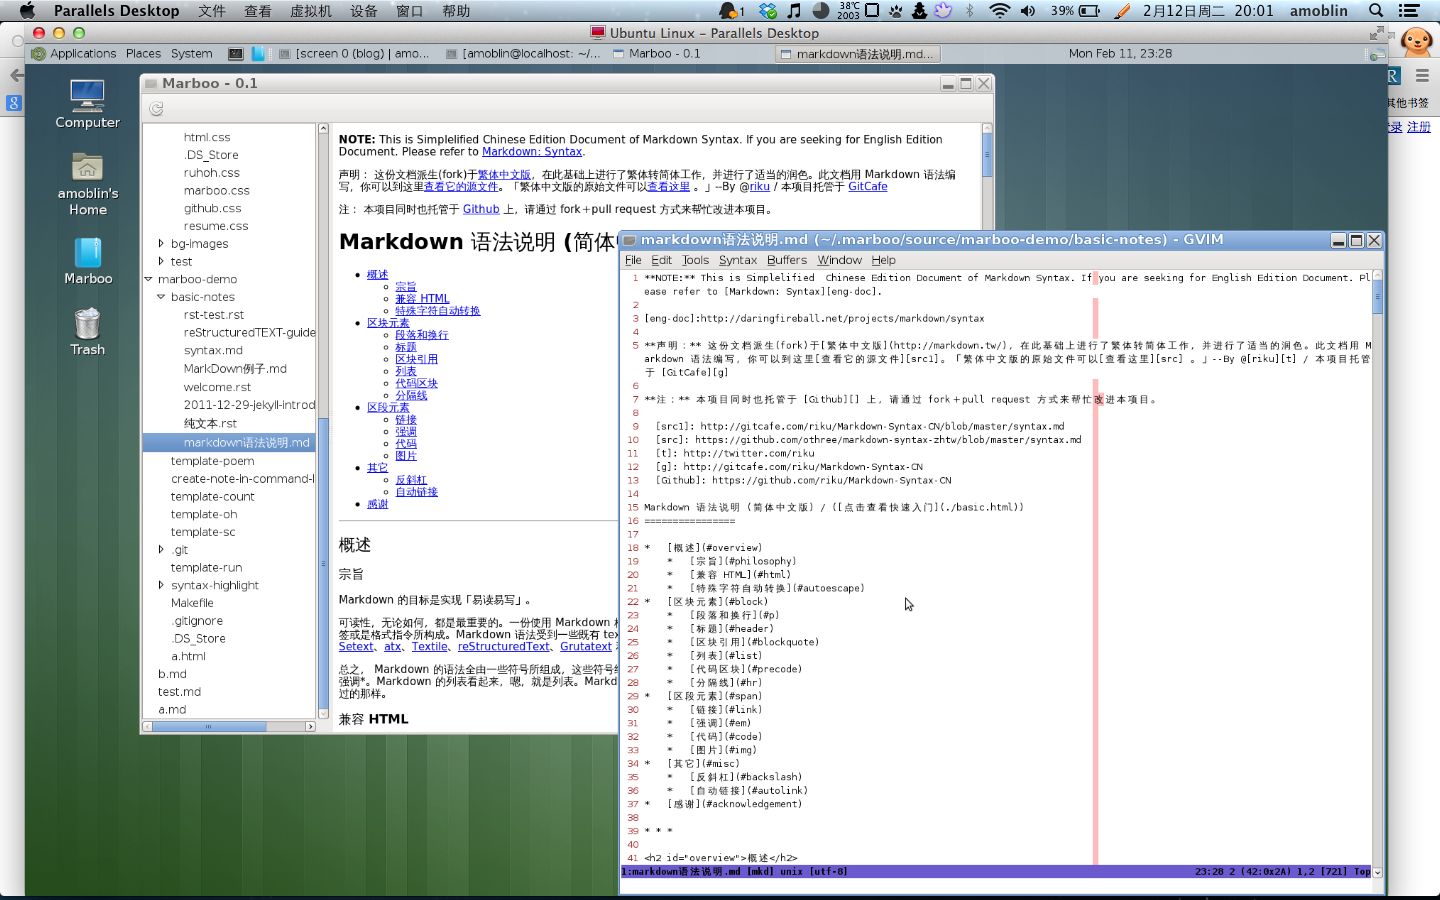 Parallels Desktop 文件 查看 虚拟机 设备 窗口 帮助
1 38°C 2003 39% 2月12日周二 20:01 amoblin
Ubuntu Linux – Parallels Desktop
Applications Places System [screen 0 (blog) | amo... [amoblin@localhost: ~/... Marboo - 0.1 markdown语法说明.md... Mon Feb 11, 23:28
其他书签
注册
Computer
amoblin's
Home
Marboo
Trash
Marboo - 0.1
html.css
.DS_Store
ruhoh.css
marboo.css
github.css
resume.css
bg-images
test
marboo-demo
basic-notes
rst-test.rst
reStructuredTEXT-guide
syntax.md
MarkDown例子.md
welcome.rst
2011-12-29-jekyll-introd
纯文本.rst
markdown语法说明.md
template-poem
create-note-in-command-l
template-count
template-oh
template-sc
.git
template-run
syntax-highlight
Makefile
.gitignore
.DS_Store
a.html
b.md
test.md
a.md
NOTE: This is Simplelified Chinese Edition Document of Markdown Syntax. If you are seeking for English Edition
Document. Please refer to Markdown: Syntax.
声明： 这份文档派生(fork)于繁体中文版，在此基础上进行了繁体转简体工作，并进行了适当的润色。此文档用 Markdown 语法编
写，你可以到这里查看它的源文件。「繁体中文版的原始文件可以查看这里 。」--By @riku / 本项目托管于 GitCafe
注： 本项目同时也托管于 Github 上，请通过 fork+pull request 方式来帮忙改进本项目。
Markdown 语法说明 (简体
• 概述
宗旨
兼容 HTML
特殊字符自动转换
• 区块元素
段落和换行
标题
区块引用
列表
代码区块
分隔线
• 区段元素
链接
强调
代码
图片
• 其它
反斜杠
自动链接
• 感谢
概述
宗旨
Markdown 的目标是实现「易读易写」。
可读性，无论如何，都是最重要的。一份使用 Markdown
签或是格式指令所构成。Markdown 语法受到一些既有 tex
Setext、atx、Textile、reStructuredText、Grutatext
总之， Markdown 的语法全由一些符号所组成，这些符号
强调*。Markdown 的列表看起来，嗯，就是列表。Markd
过的那样。
兼容 HTML
markdown语法说明.md (~/.marboo/source/marboo-demo/basic-notes) - GVIM
File Edit Tools Syntax Buffers Window Help
1 **NOTE:** This is Simplelified  Chinese Edition Document of Markdown Syntax. If you are seeking for English Edition Document. Pl
ease refer to [Markdown: Syntax][eng-doc].
2
3 [eng-doc]:http://daringfireball.net/projects/markdown/syntax
4
5 **声明：** 这份文档派生(fork)于[繁体中文版](http://markdown.tw/)，在此基础上进行了繁体转简体工作，并进行了适当的润色。此文档用 M
arkdown 语法编写，你可以到这里[查看它的源文件][src1]。「繁体中文版的原始文件可以[查看这里][src] 。」--By @[riku][t] / 本项目托管
于 [GitCafe][g]
6
7 **注：** 本项目同时也托管于 [Github][] 上，请通过 fork+pull request 方式来帮忙改进本项目。
8
9 [src1]: http://gitcafe.com/riku/Markdown-Syntax-CN/blob/master/syntax.md
10 [src]: https://github.com/othree/markdown-syntax-zhtw/blob/master/syntax.md
11 [t]: http://twitter.com/riku
12 [g]: http://gitcafe.com/riku/Markdown-Syntax-CN
13 [Github]: https://github.com/riku/Markdown-Syntax-CN
14
15 Markdown 语法说明 (简体中文版) / ([点击查看快速入门](./basic.html))
16 ================
17
18 * [概述](#overview)
19 * [宗旨](#philosophy)
20 * [兼容 HTML](#html)
21 * [特殊字符自动转换](#autoescape)
22 * [区块元素](#block)
23 * [段落和换行](#p)
24 * [标题](#header)
25 * [区块引用](#blockquote)
26 * [列表](#list)
27 * [代码区块](#precode)
28 * [分隔线](#hr)
29 * [区段元素](#span)
30 * [链接](#link)
31 * [强调](#em)
32 * [代码](#code)
33 * [图片](#img)
34 * [其它](#misc)
35 * [反斜杠](#backslash)
36 * [自动链接](#autolink)
37 * [感谢](#acknowledgement)
38
39 * * *
40
41 <h2 id="overview">概述</h2>
1:markdown语法说明.md [mkd] unix [utf-8] 23:28 2 (42:0x2A) 1,2 [721] Top